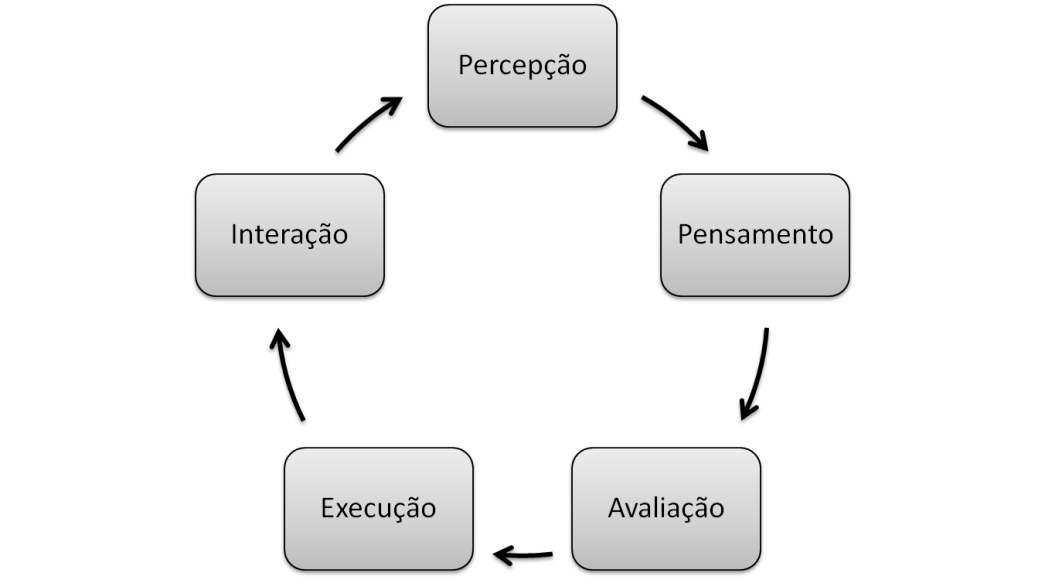 Percepção
Pensamento
Avaliação
Execução
Interação